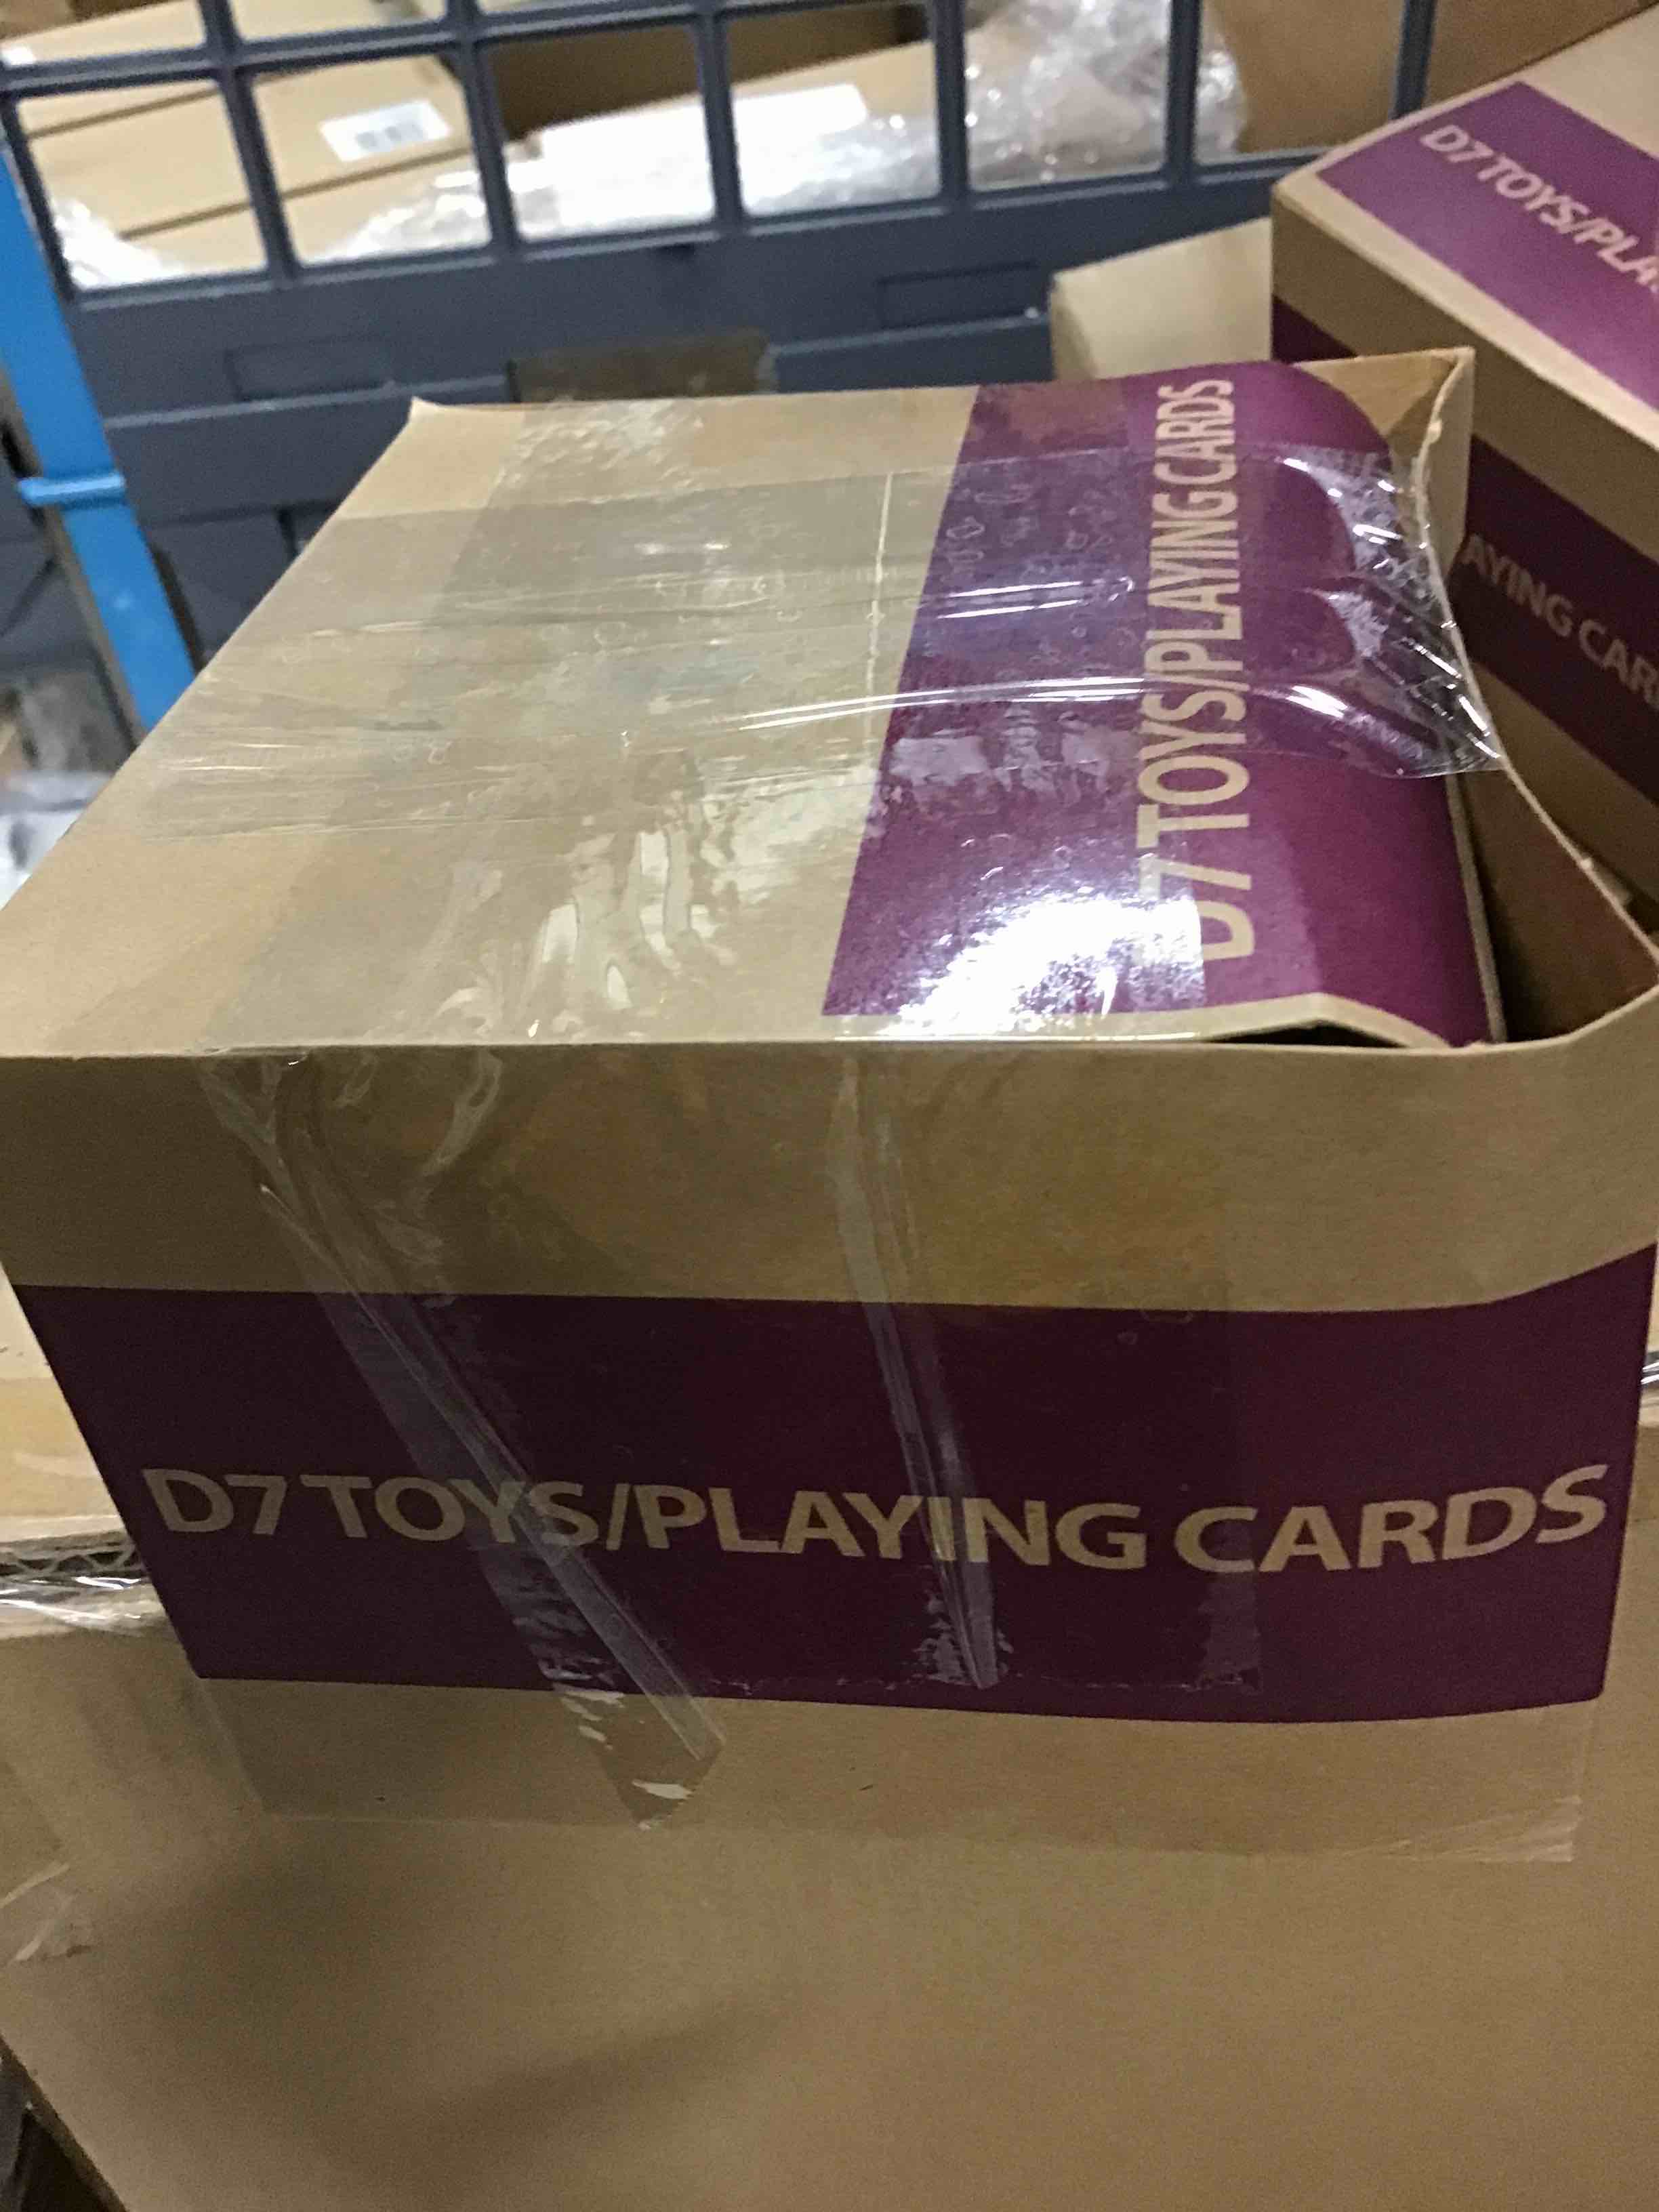 D7 TOYS/PLA
D7 TOYS/PLAYING CARDS
AYING CAR
D7 TOYS/PLAYING CARDS